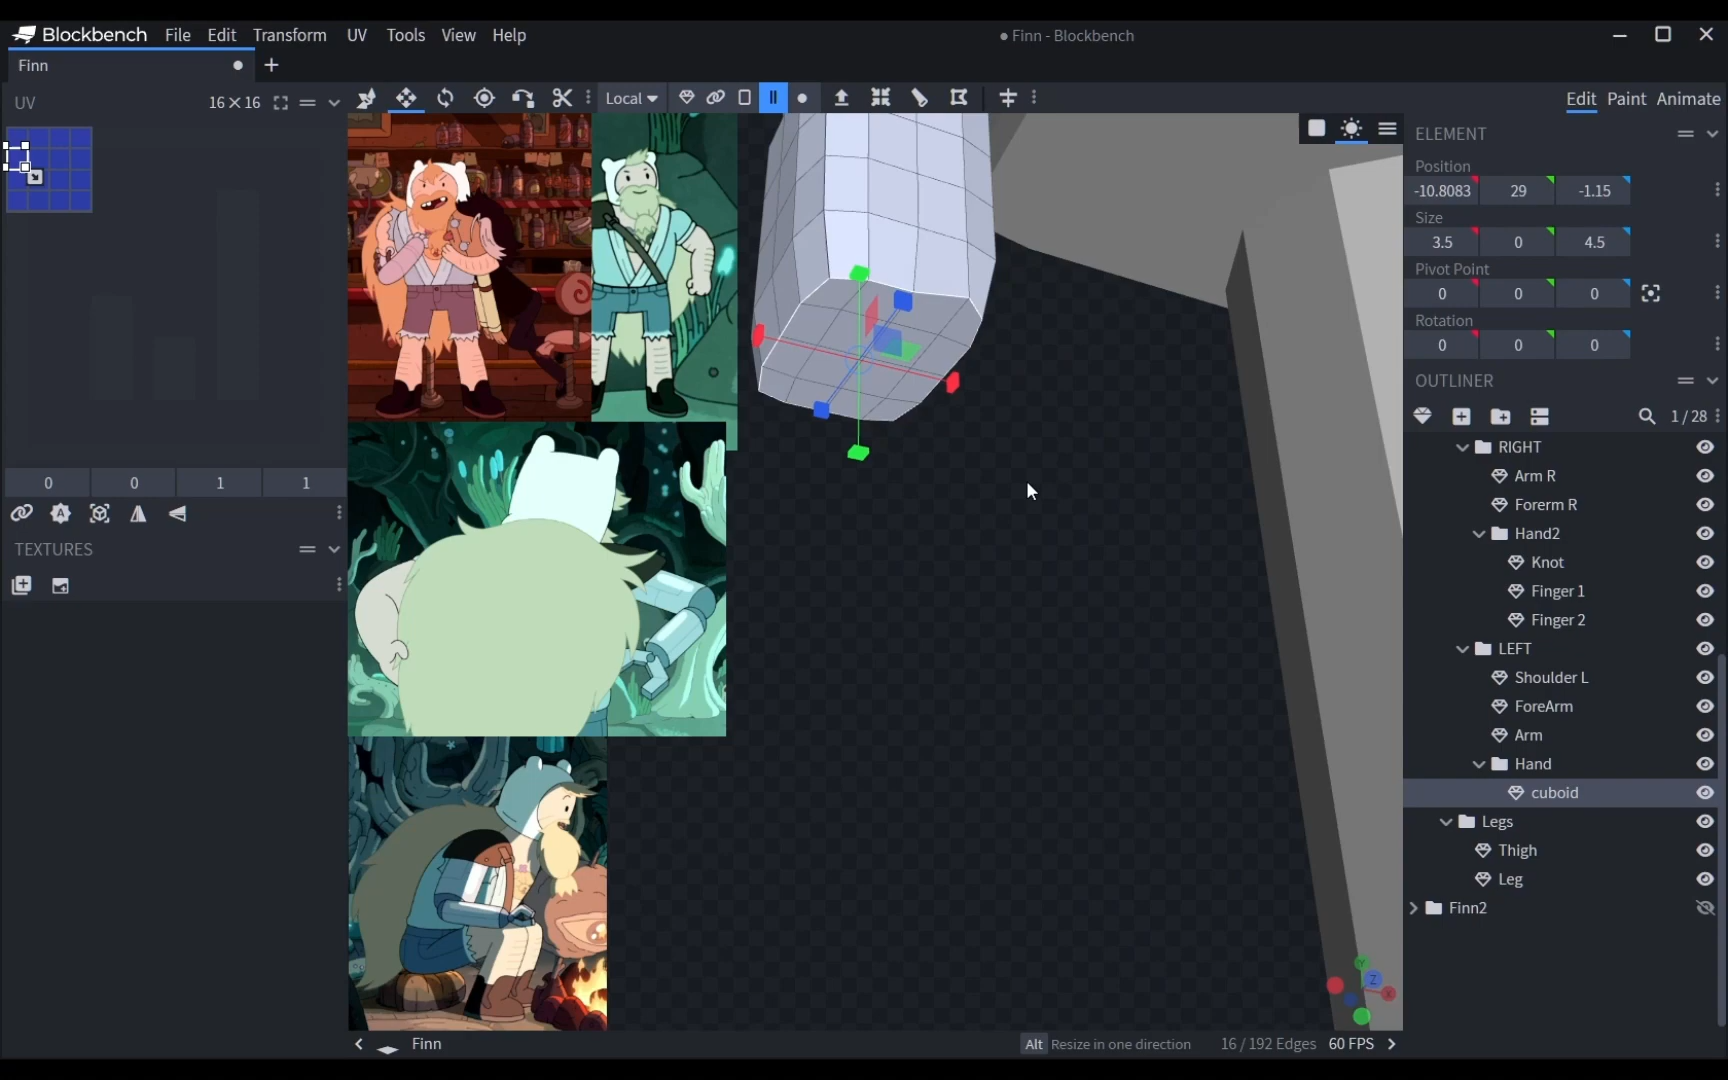 Blockbench File Edit Transform UV Tools View Help
Finn - Blockbench
Finn
UV 16×16
Local
Edit Paint Animate
ELEMENT
Position
-10.8083 29 -1.15
Size
3.5 0 4.5
Pivot Point
0 0 0
Rotation
0 0 0
OUTLINER
1/28
RIGHT
Arm R
Forerm R
Hand2
Knot
Finger 1
Finger 2
LEFT
Shoulder L
ForeArm
Arm
Hand
cuboid
Legs
Thigh
Leg
Finn2
0 0 1 1
TEXTURES
Y
Z
X
Finn
Alt Resize in one direction 16 / 192 Edges 60 FPS